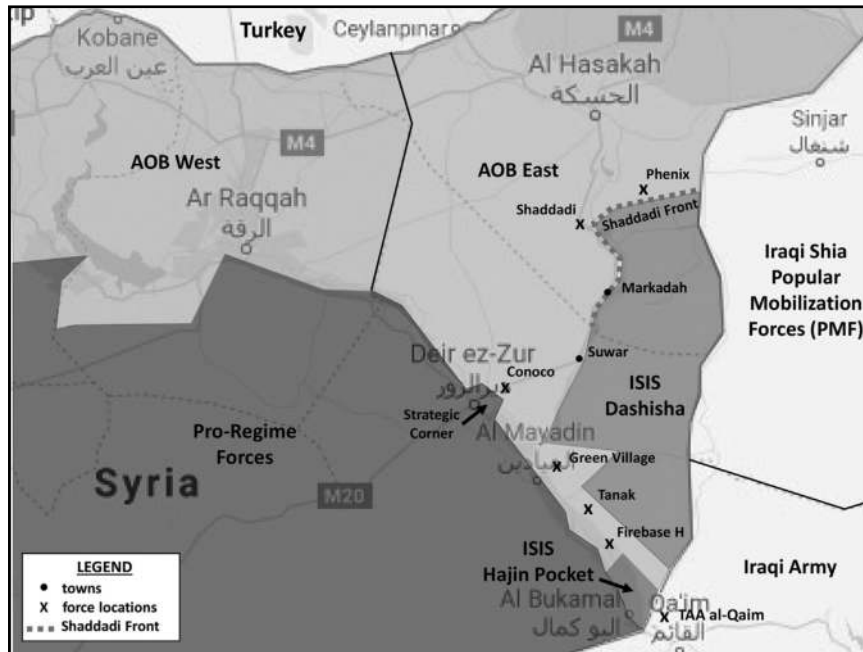 Turkey
Ceylanpınar
Kobane
عين العرب
M4
Al Hasakah
الحسكة
Sinjar
شنغال
AOB West
M4
AOB East
Phenix
Ar Raqqah
الرقة
Shaddadi
Shaddadi Front
Iraqi Shia
Popular
Mobilization
Forces (PMF)
Markadah
Deir ez-Zur
دير الزور
Conoco
Suwar
ISIS
Dashisha
Strategic
Corner
Al Mayadin
الميادين
Green Village
Pro-Regime
Forces
Syria
M20
Tanak
Firebase H
ISIS
Hajin Pocket
Iraqi Army
Al Bukamal
البو كمال
Qa'im
القائم
TAA al-Qaim
LEGEND
towns
X force locations
Shaddadi Front